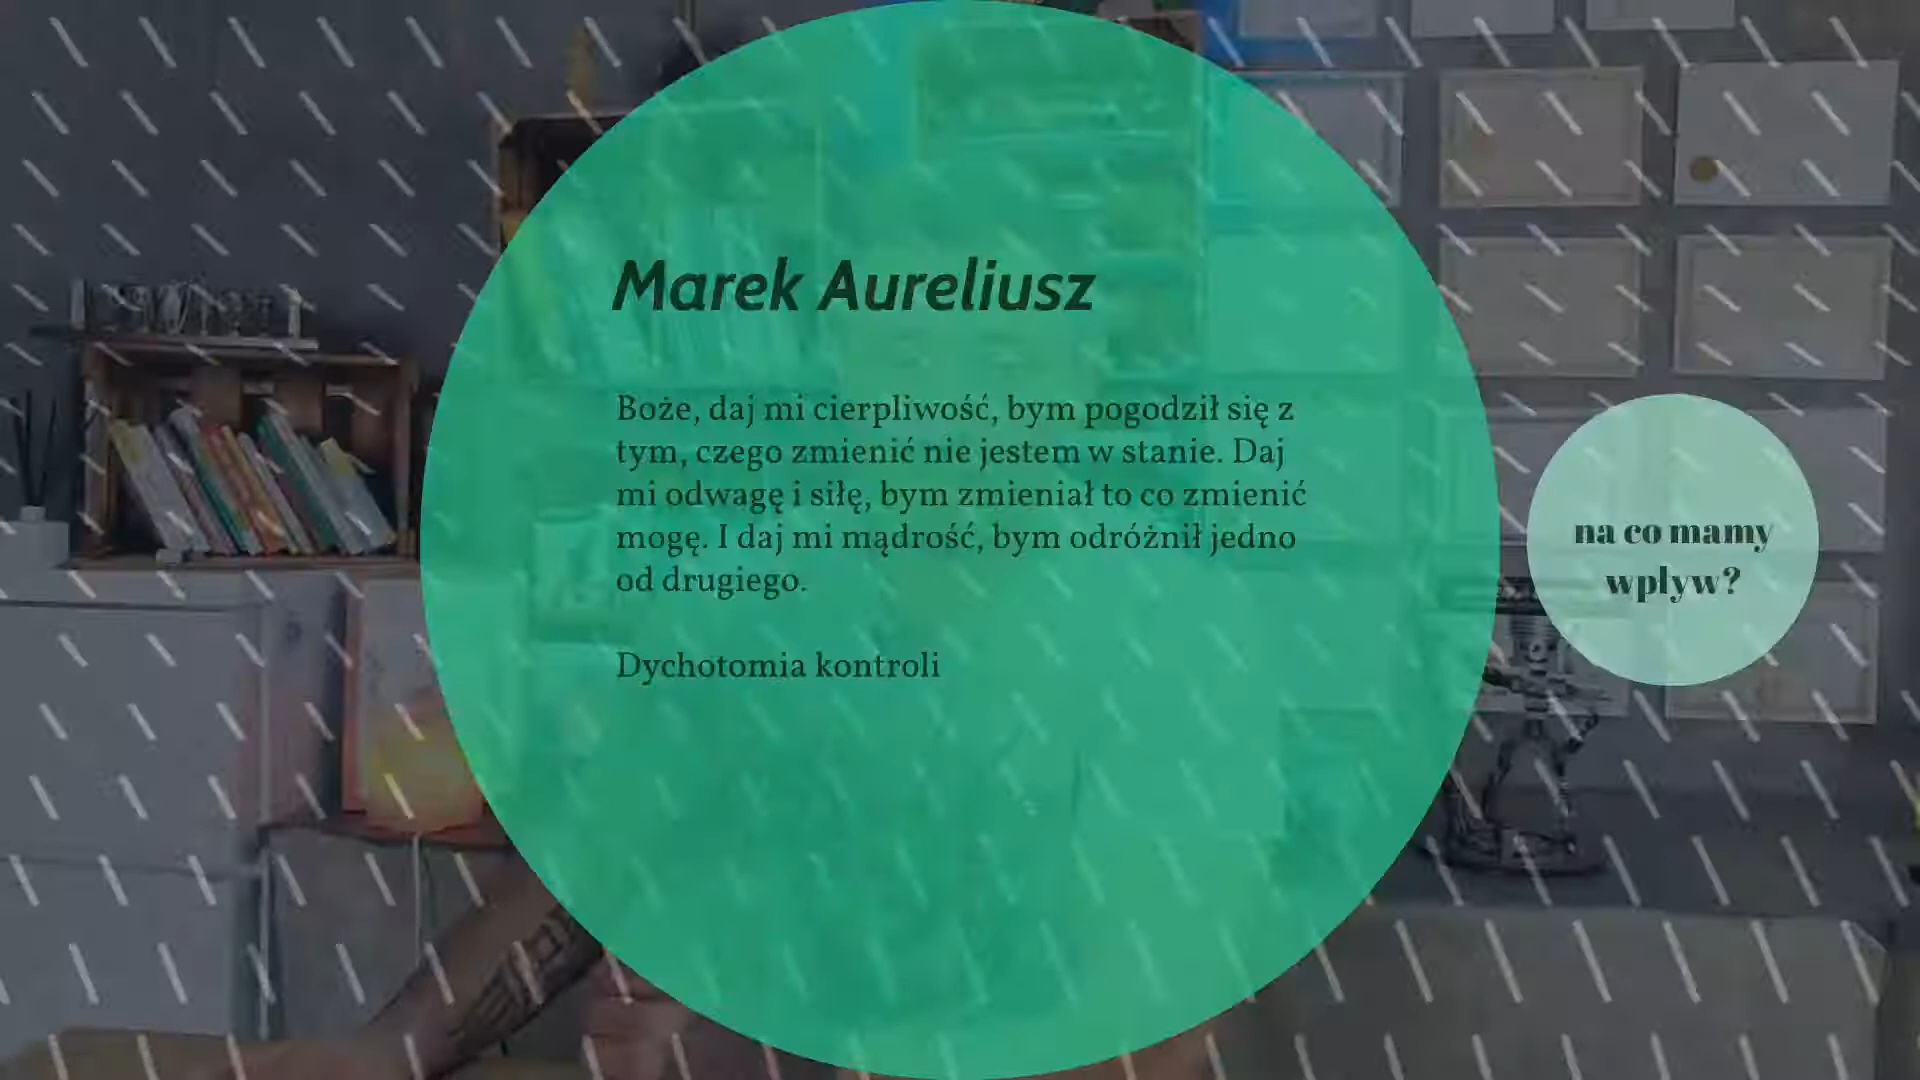 Marek Aureliusz
Boże, daj mi cierpliwość, bym pogodził się z
tym, czego zmienić nie jestem w stanie. Daj
mi odwagę i siłę, bym zmieniał to co zmienić
mogę. I daj mi mądrość, bym odróżnił jedno
od drugiego.
Dychotomia kontroli
na co mamy
wpływ?